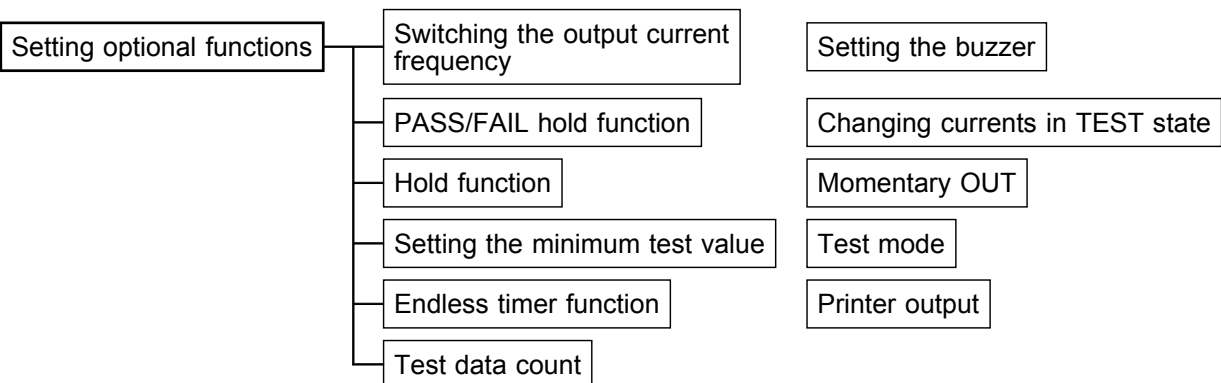 Setting optional functions
Switching the output current
frequency
Setting the buzzer
PASS/FAIL hold function
Changing currents in TEST state
Hold function
Momentary OUT
Setting the minimum test value
Test mode
Endless timer function
Printer output
Test data count